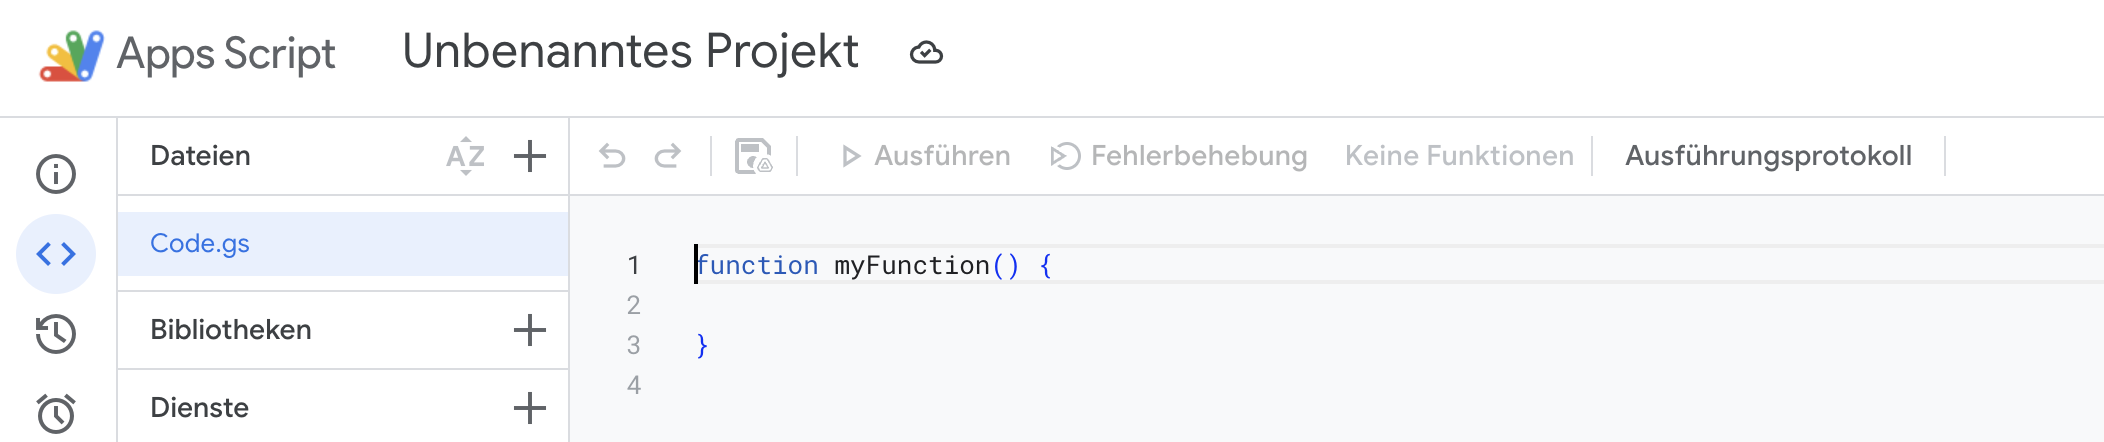 Apps Script Unbenanntes Projekt
Dateien AZ Ausführen Fehlerbehebung Keine Funktionen Ausführungsprotokoll
Code.gs
1 function myFunction() {
2
Bibliotheken
3 }
4
Dienste